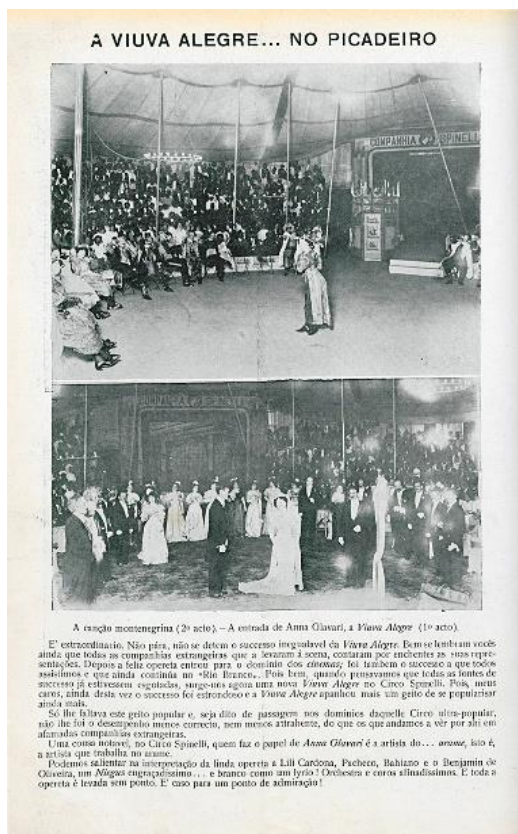 A VIUVA ALEGRE... NO PICADEIRO
COMPANHIA SPINELLI
COMPANHIA SPINELL
A canção montenegrina (2º acto). — A entrada de Anna Glavari, a Viuva Alegre (1º acto).
E' extraordinario. Não pára, não se detem o successo inegualavel da Viuva Alegre. Bem se lembram vocês
ainda que todas as companhias extrangeiras que a levaram á scena, contaram por enchentes as suas repre-
sentações. Depois a feliz opereta entrou para o dominio dos cinemas; foi tambem o successo a que todos
assistimos e que ainda continúa no «Rio Branco». Pois bem, quando pensavamos que todas as fontes de
successo já estivessem esgotadas, surge-nos agora uma nova Viuva Alegre no Circo Spinelli. Pois, meus
caros, ainda desta vez o successo foi estrondoso e a Viuva Alegre apanhou mais um geito de se popularisar
ainda mais.
Só lhe faltava este geito popular e, seja dito de passagem nos dominios daquelle Circo ultra-popular,
não lhe foi o desempenho menos correcto, nem menos attrahente, do que os que andamos a vêr por ahi em
afamadas companhias extrangeiras.
Uma cousa notavel, no Circo Spinelli, quem faz o papel de Anna Glavari é a artista do... arame, isto é,
a artista que trabalha no arame.
Podemos salientar na interpretação da linda opereta a Lili Cardona, Pacheco, Bahiano e o Benjamin de
Oliveira, um Niegus engraçadissimo... e branco como um lyrio! Orchestra e coros afinadissimos. E toda a
opereta é levada sem ponto. E' caso para um ponto de admiração!